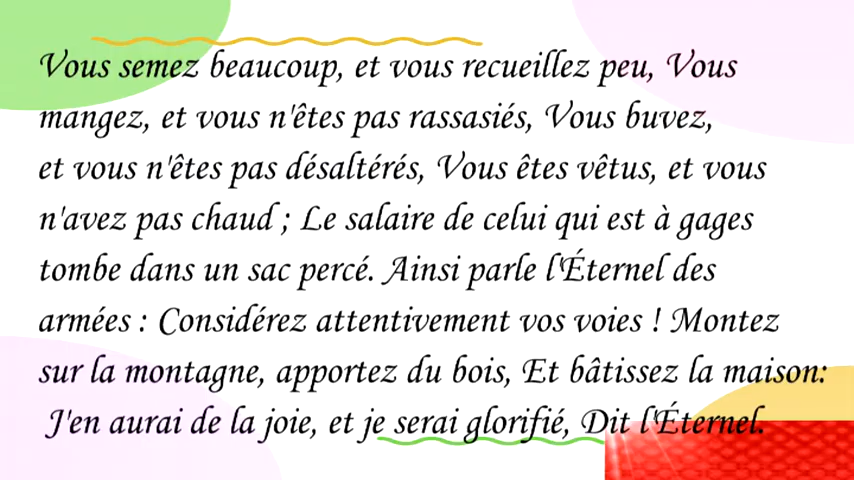 Vous semez beaucoup, et vous recueillez peu, Vous
mangez, et vous n'êtes pas rassasiés, Vous buvez,
et vous n'êtes pas désaltérés, Vous êtes vêtus, et vous
n'avez pas chaud ; Le salaire de celui qui est à gages
tombe dans un sac percé. Ainsi parle l'Éternel des
armées : Considérez attentivement vos voies ! Montez
sur la montagne, apportez du bois, Et bâtissez la maison:
J'en aurai de la joie, et je serai glorifié, Dit l'Éternel.